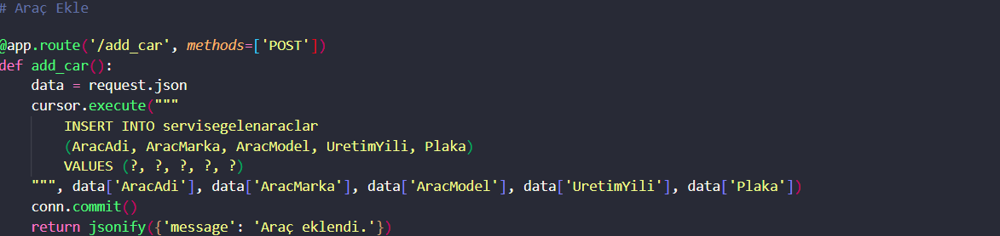 # Araç Ekle
@app.route('/add_car', methods=['POST'])
def add_car():
    data = request.json
    cursor.execute("""
        INSERT INTO servisegelenaraclar
        (AracAdi, AracMarka, AracModel, UretimYili, Plaka)
        VALUES (?, ?, ?, ?, ?)
    """, data['AracAdi'], data['AracMarka'], data['AracModel'], data['UretimYili'], data['Plaka'])
    conn.commit()
    return jsonify({'message': 'Araç eklendi.'})